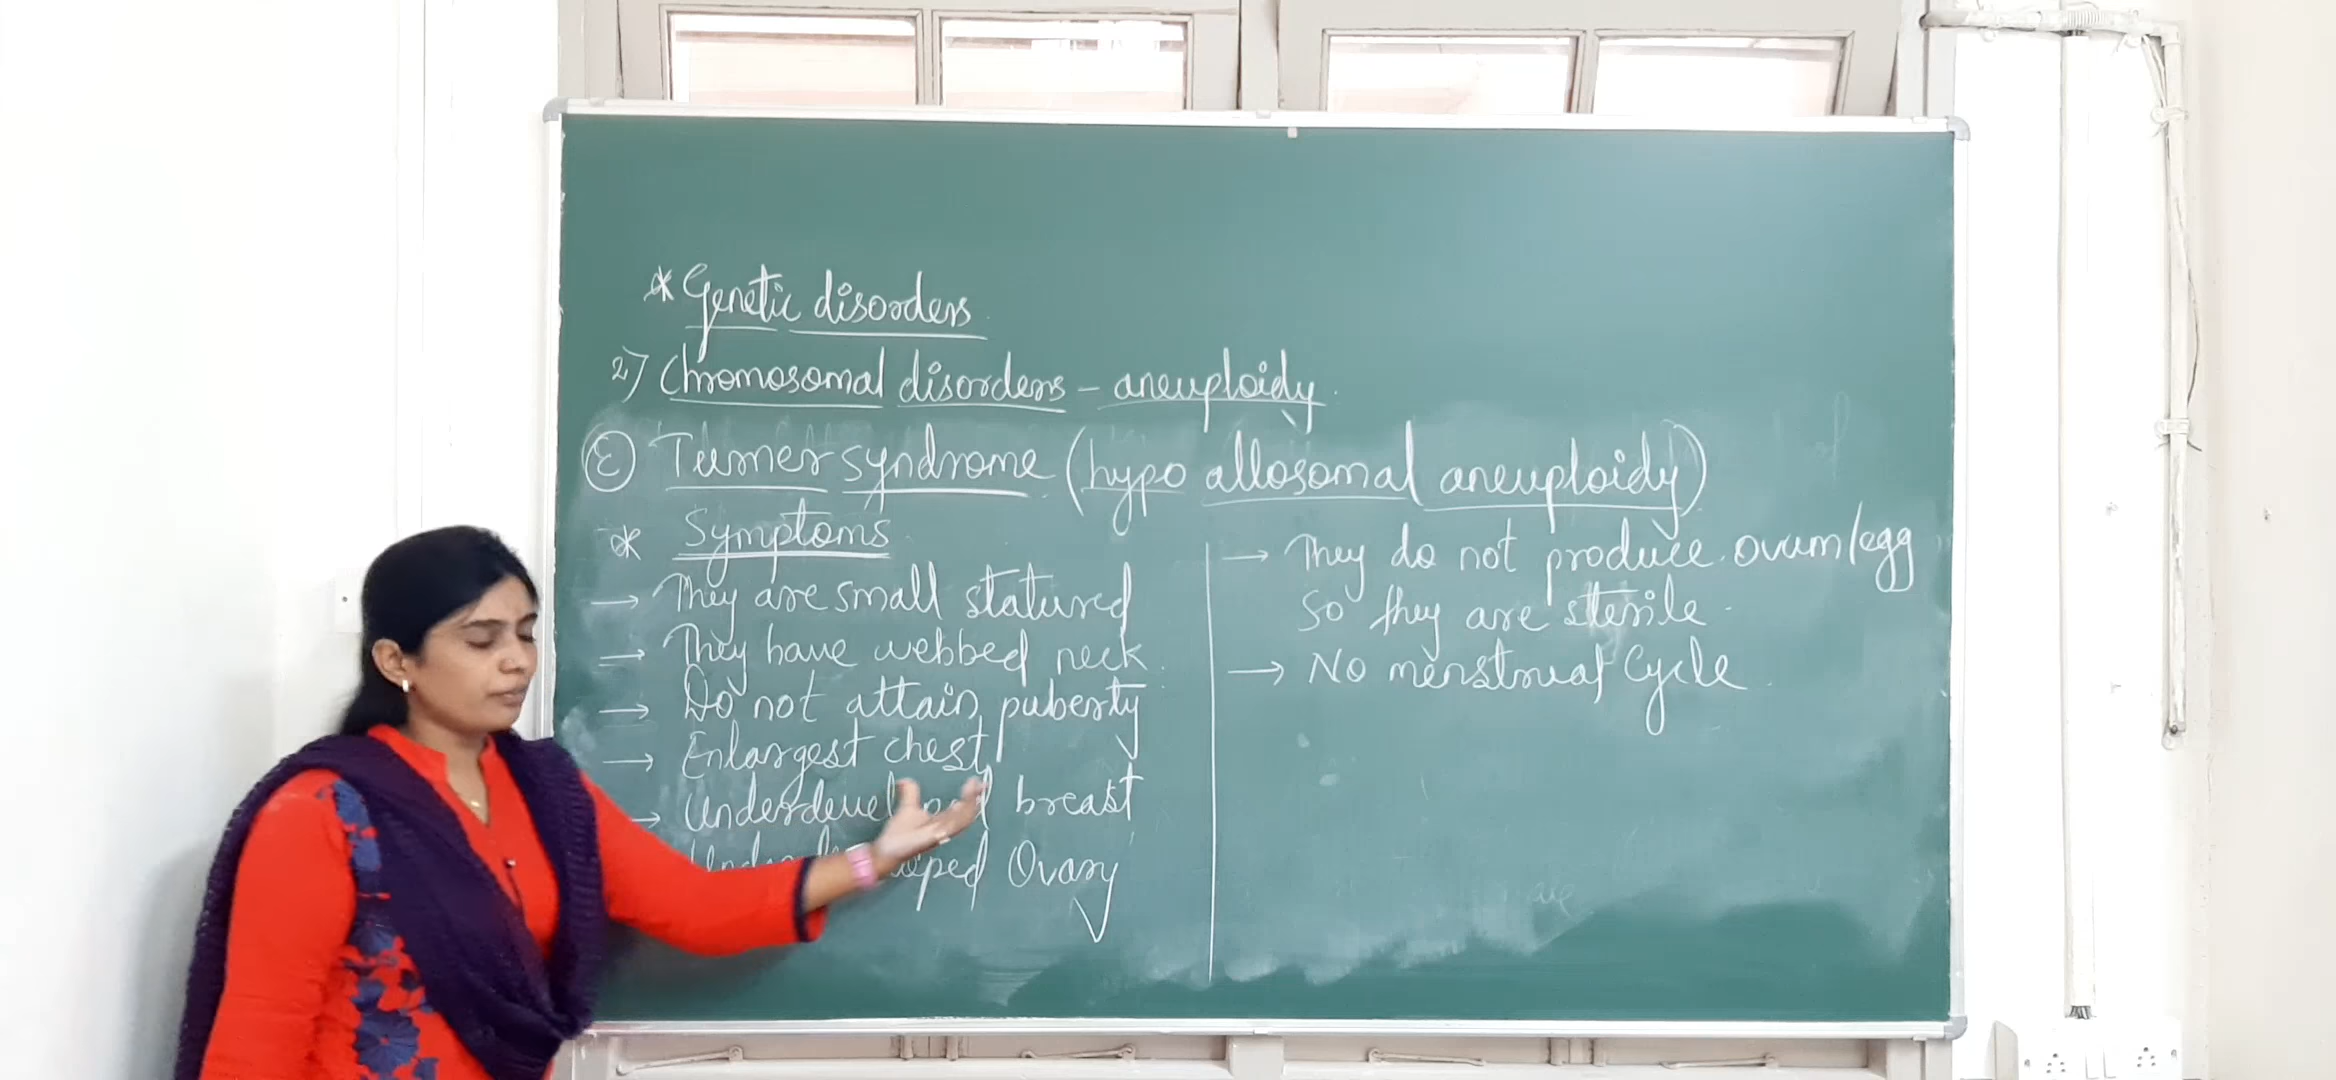 * Genetic disorders
2) Chromosomal disorders - aneuploidy.
Turner syndrome (hypo allosomal aneuploidy)
* Symptoms
→ They are small statured
→ They have webbed neck.
→ Do not attain puberty
→ Enlargest chest
→ Underdeveloped breast
Ovary
→ They do not produce ovum/egg
So they are sterile.
→ No menstrual Cycle.